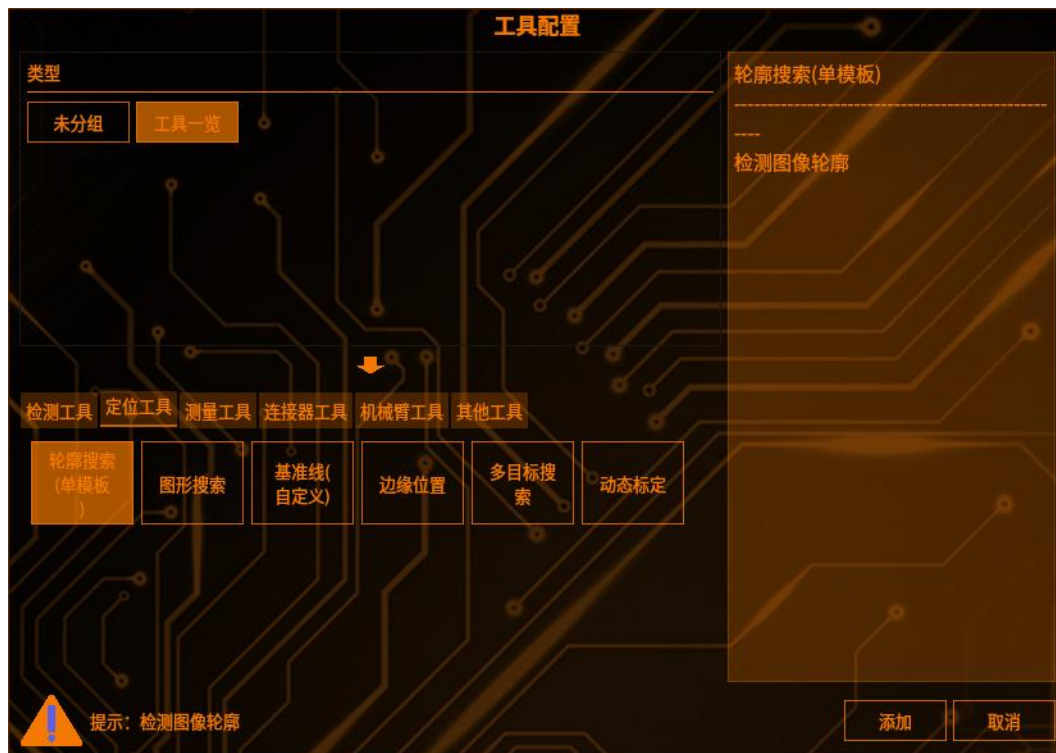 工具配置
类型
未分组
工具一览
轮廓搜索(单模板)
----------------------------------------------
----
检测图像轮廓
检测工具
定位工具
测量工具
连接器工具
机械臂工具
其他工具
轮廓搜索
(单模板
)
图形搜索
基准线(
自定义)
边缘位置
多目标搜
索
动态标定
提示：检测图像轮廓
添加
取消